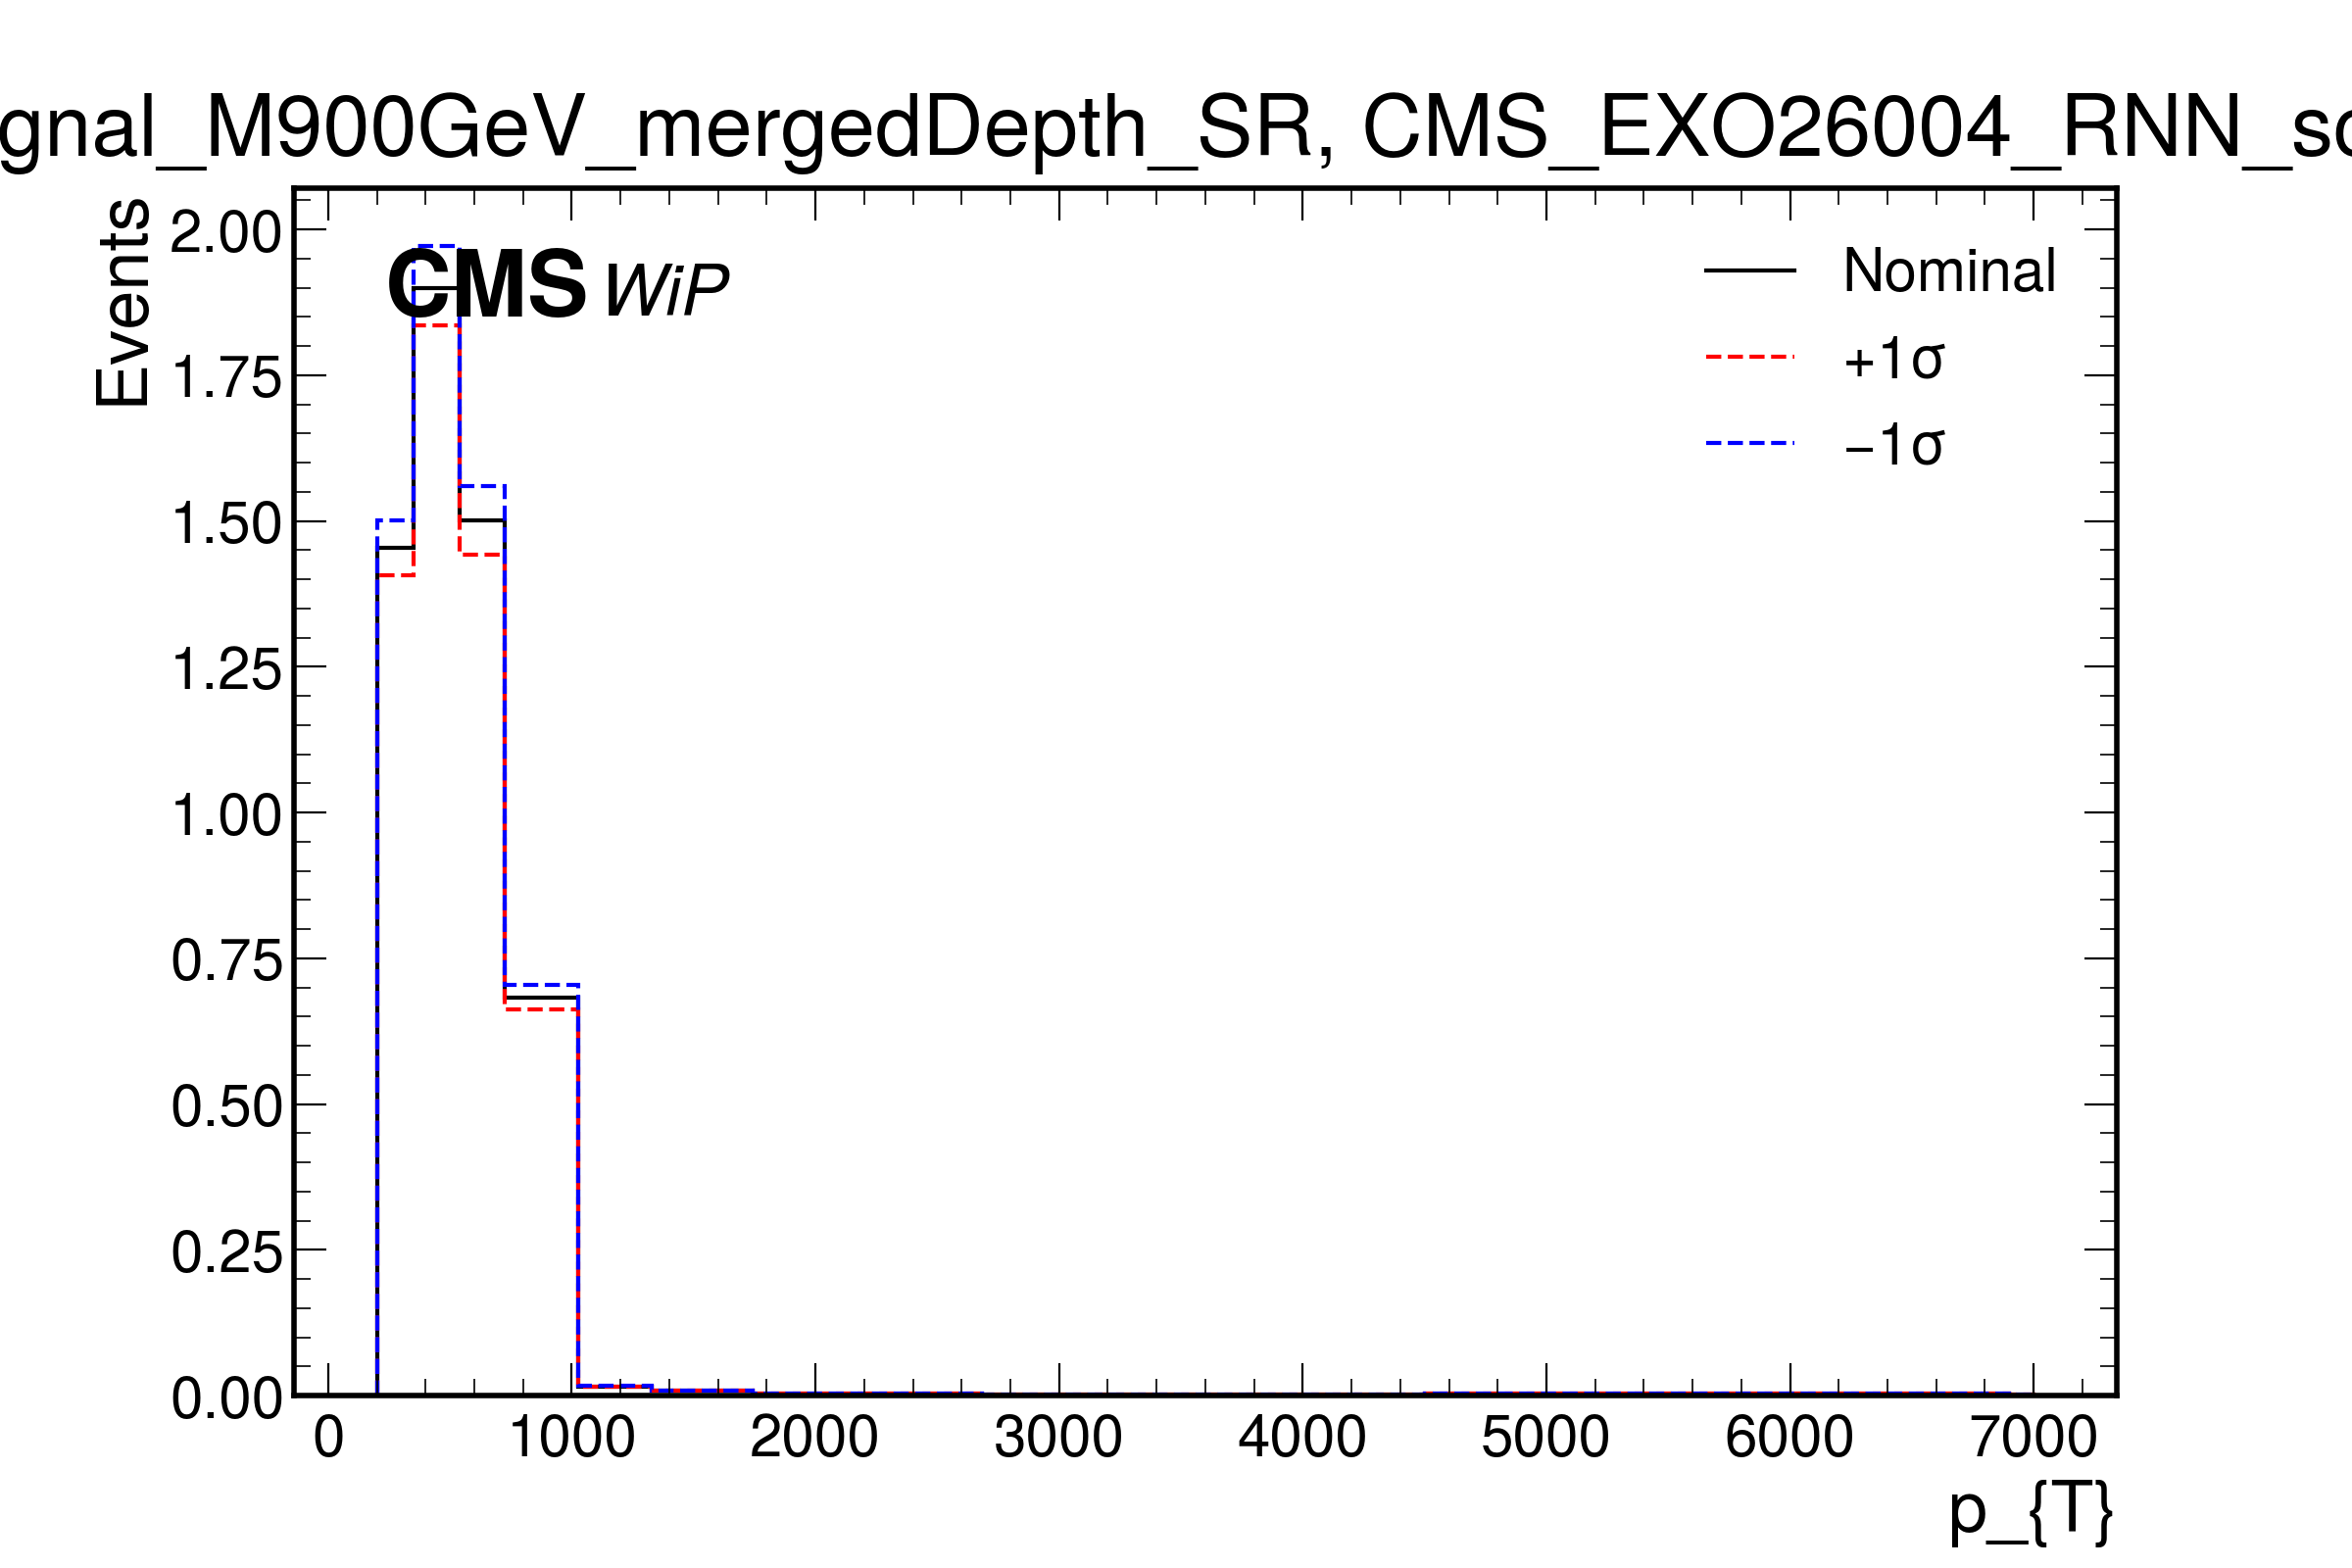 gnal_M900GeV_mergedDepth_SR, CMS_EXO26004_RNN_sc
Events
CMS WiP
Nominal
+1σ
−1σ
2.00
1.75
1.50
1.25
1.00
0.75
0.50
0.25
0.00
0 1000 2000 3000 4000 5000 6000 7000
p_{T}